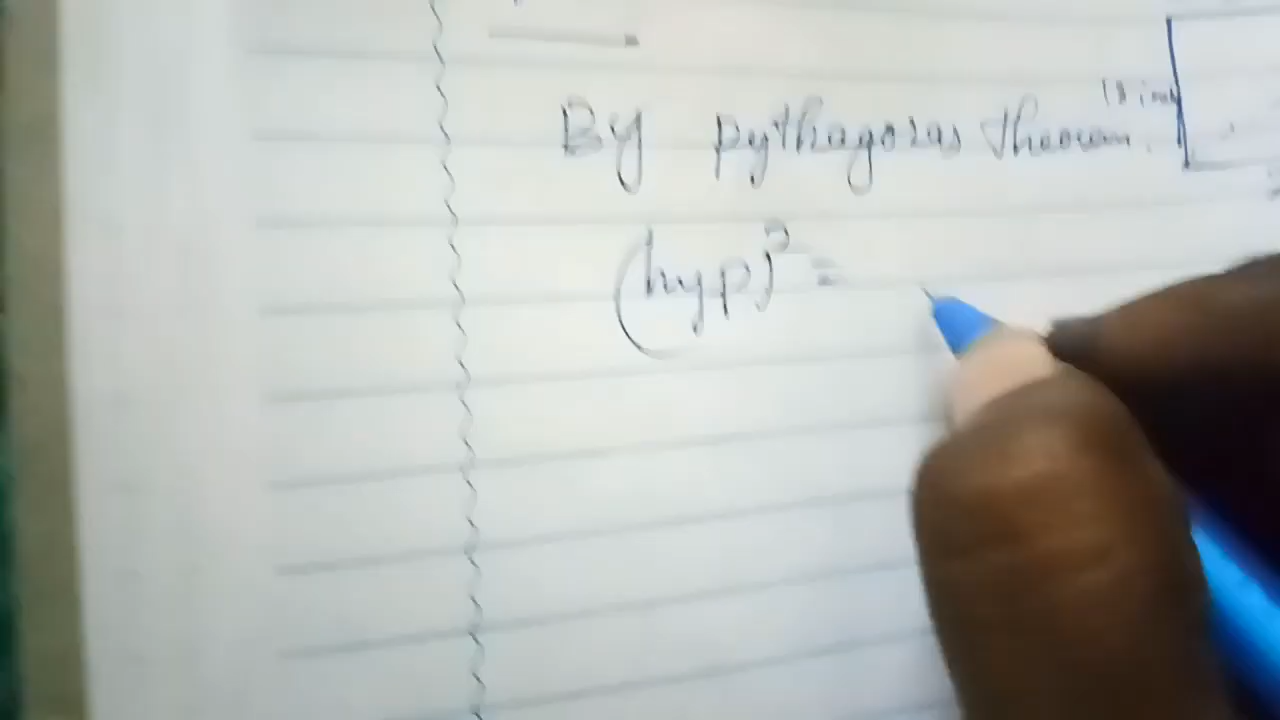 By Pythagoras theorem
(hyp)² =